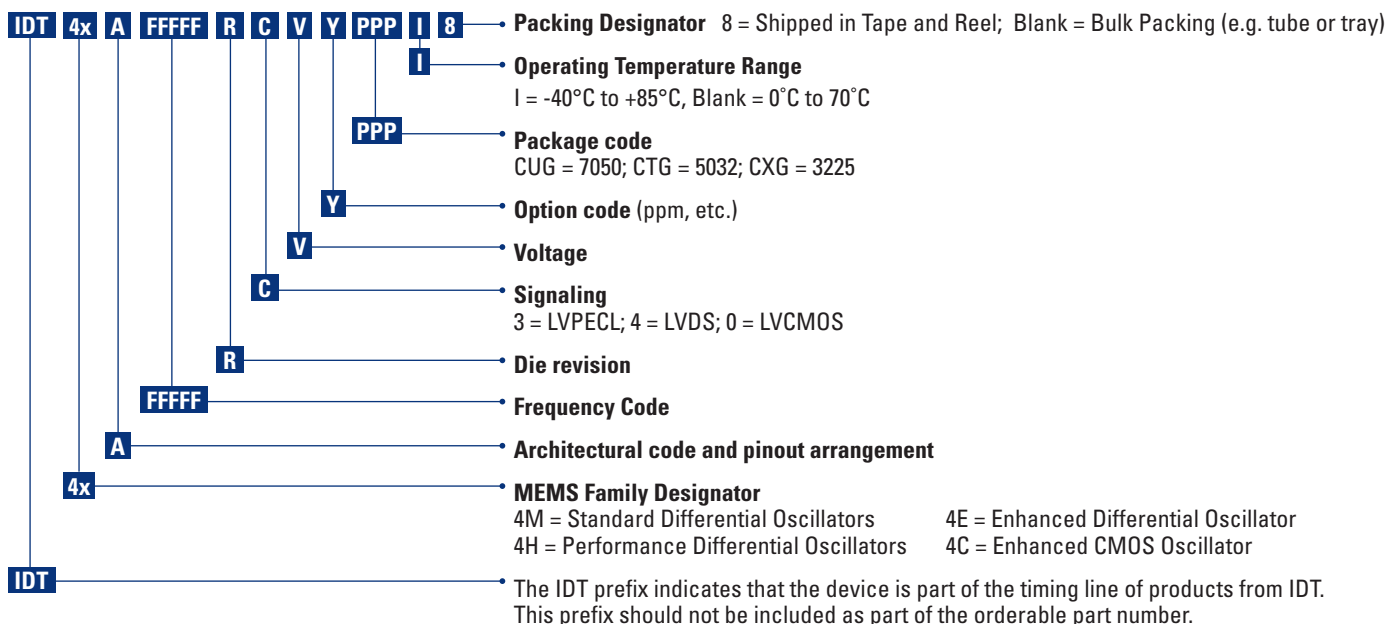 IDT 4x A FFFFF R C V Y PPP I 8 Packing Designator 8 = Shipped in Tape and Reel; Blank = Bulk Packing (e.g. tube or tray)
I Operating Temperature Range
I = -40°C to +85°C, Blank = 0˚C to 70˚C
PPP Package code
CUG = 7050; CTG = 5032; CXG = 3225
Y Option code (ppm, etc.)
V Voltage
C Signaling
3 = LVPECL; 4 = LVDS; 0 = LVCMOS
R Die revision
FFFFF Frequency Code
A Architectural code and pinout arrangement
4x MEMS Family Designator
4M = Standard Differential Oscillators 4E = Enhanced Differential Oscillator
4H = Performance Differential Oscillators 4C = Enhanced CMOS Oscillator
IDT The IDT prefix indicates that the device is part of the timing line of products from IDT.
This prefix should not be included as part of the orderable part number.